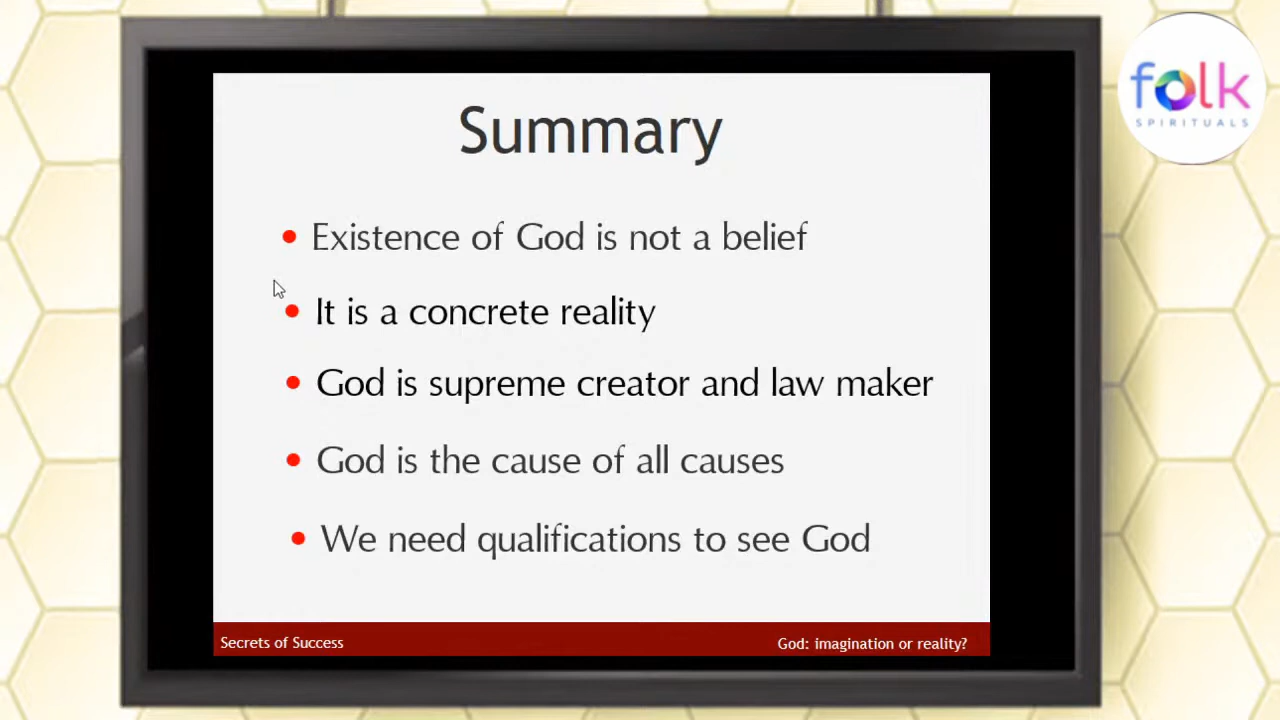 folk
SPIRITUALS
Summary
• Existence of God is not a belief
• It is a concrete reality
• God is supreme creator and law maker
• God is the cause of all causes
• We need qualifications to see God
Secrets of Success
God: imagination or reality?